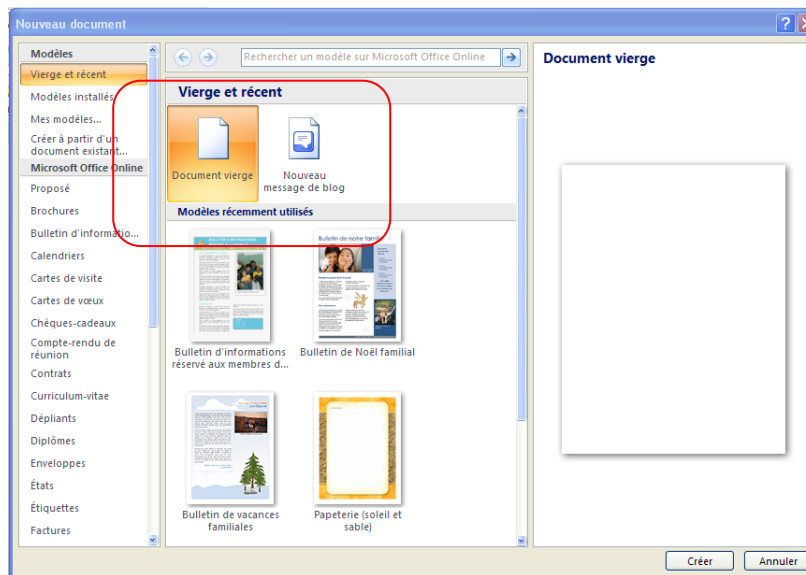 Nouveau document
Modèles
Vierge et récent
Modèles installés
Mes modèles...
Créer à partir d'un
document existant...
Microsoft Office Online
Proposé
Brochures
Bulletin d'informatio...
Calendriers
Cartes de visite
Cartes de vœux
Chèques-cadeaux
Compte-rendu de
réunion
Contrats
Curriculum-vitae
Dépliants
Diplômes
Enveloppes
États
Étiquettes
Factures
Rechercher un modèle sur Microsoft Office Online
Vierge et récent
Document vierge
Nouveau
message de blog
Modèles récemment utilisés
Bulletin d'informations
réservé aux membres d...
Bulletin de notre famille
Bulletin de Noël familial
Bulletin de vacances
familiales
Papeterie (soleil et
sable)
Document vierge
Créer
Annuler